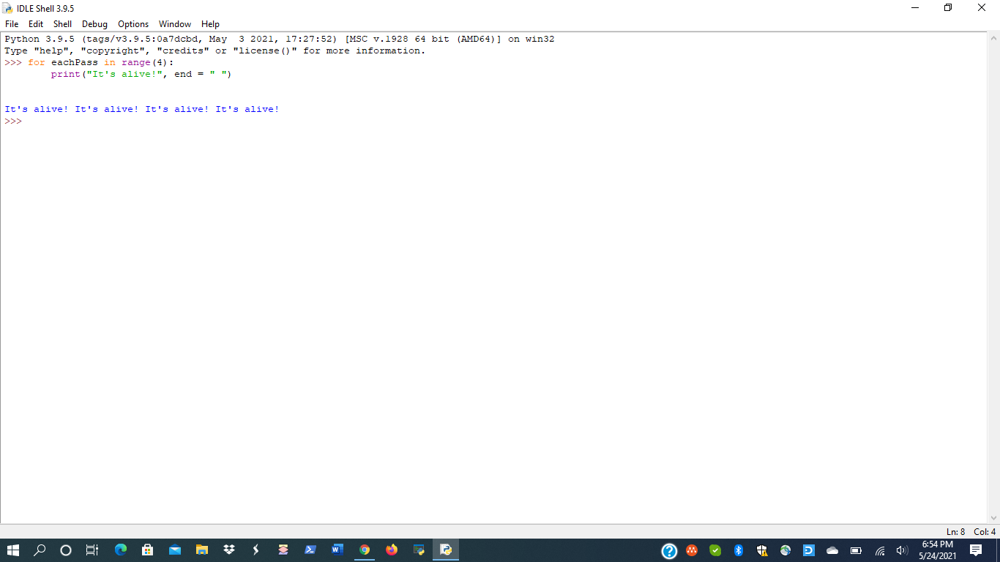 IDLE Shell 3.9.5
File Edit Shell Debug Options Window Help
Python 3.9.5 (tags/v3.9.5:0a7dcbd, May  3 2021, 17:27:52) [MSC v.1928 64 bit (AMD64)] on win32
Type "help", "copyright", "credits" or "license()" for more information.
>>> for eachPass in range(4):
        print("It's alive!", end = " ")
It's alive! It's alive! It's alive! It's alive!
>>>
Ln: 8 Col: 4
6:54 PM
5/24/2021